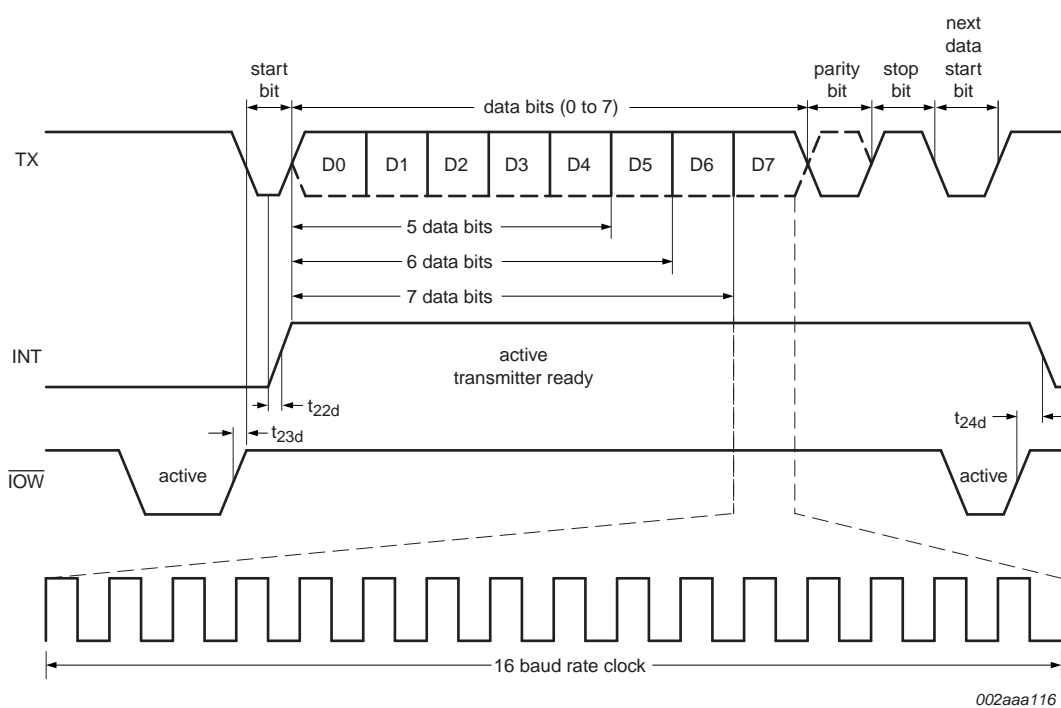 next
data
start
bit
start
bit
parity
bit
stop
bit
data bits (0 to 7)
TX
D0 D1 D2 D3 D4 D5 D6 D7
5 data bits
6 data bits
7 data bits
INT
active
transmitter ready
t22d
t23d
t24d
IOW
active
active
16 baud rate clock
002aaa116